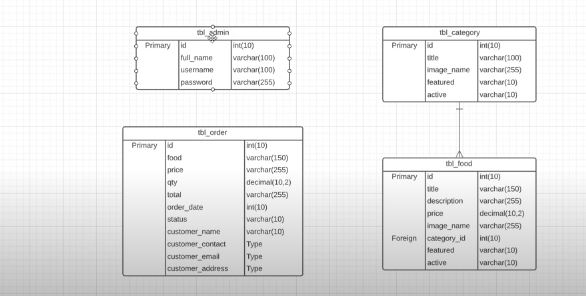 tbl_admin
Primary id int(10)
full_name varchar(100)
username varchar(100)
password varchar(255)
tbl_category
Primary id int(10)
title varchar(100)
image_name varchar(255)
featured varchar(10)
active varchar(10)
tbl_order
Primary id int(10)
food varchar(150)
price varchar(255)
qty decimal(10,2)
total varchar(255)
order_date int(10)
status varchar(10)
customer_name varchar(10)
customer_contact Type
customer_email Type
customer_address Type
tbl_food
Primary id int(10)
title varchar(150)
description varchar(255)
price decimal(10,2)
image_name varchar(255)
Foreign category_id int(10)
featured varchar(10)
active varchar(10)